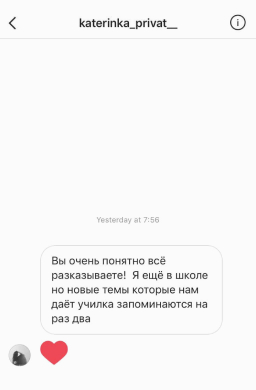 katerinka_privat__
Yesterday at 7:56
Вы очень понятно всё
разказываете! Я ещё в школе
но новые темы которые нам
даёт училка запоминаются на
раз два